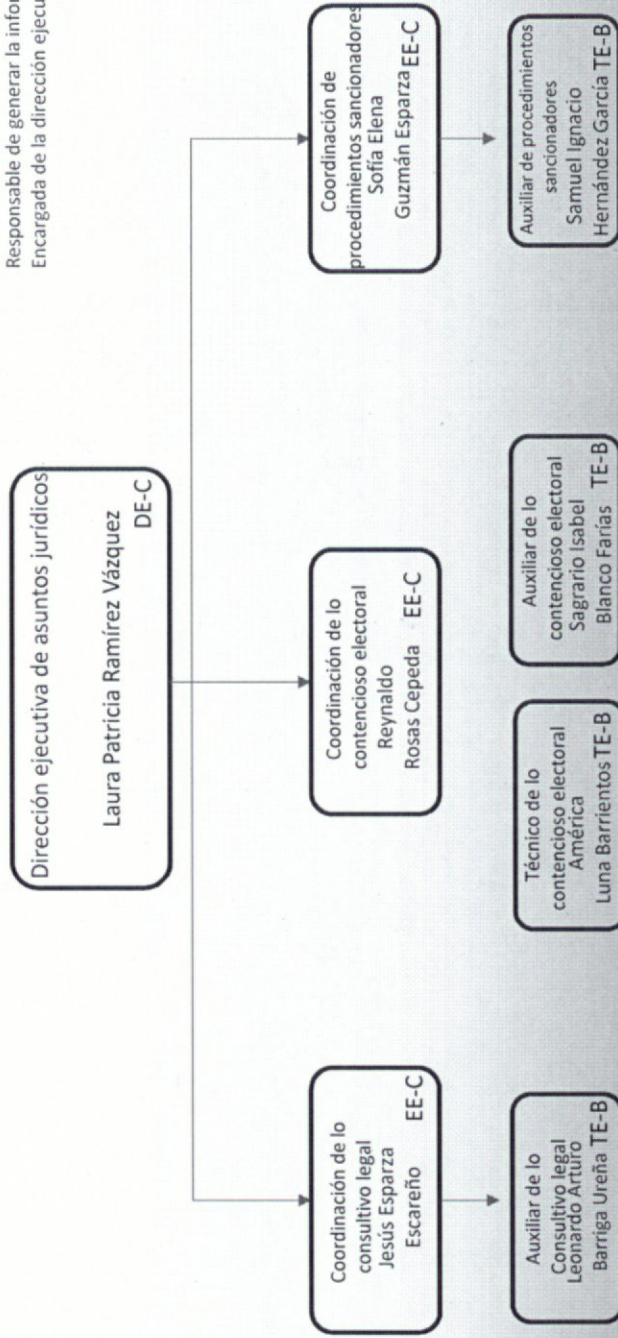 Responsable de generar la
Encargada de la dirección
Dirección ejecutiva de asuntos jurídicos
Laura Patricia Ramírez Vázquez
DE-C
Coordinación de lo
consultivo legal
Jesús Esparza
Escareño EE-C
Coordinación de lo
contencioso electoral
Reynaldo
Rosas Cepeda EE-C
Coordinación de
procedimientos sancionadores
Sofía Elena
Guzmán Esparza EE-C
Auxiliar de lo
Consultivo legal
Leonardo Arturo
Barriga Ureña TE-B
Técnico de lo
contencioso electoral
América
Luna Barrientos TE-B
Auxiliar de lo
contencioso electoral
Sagrario Isabel
Blanco Farías TE-B
Auxiliar de procedimientos
sancionadores
Samuel Ignacio
Hernández García TE-B